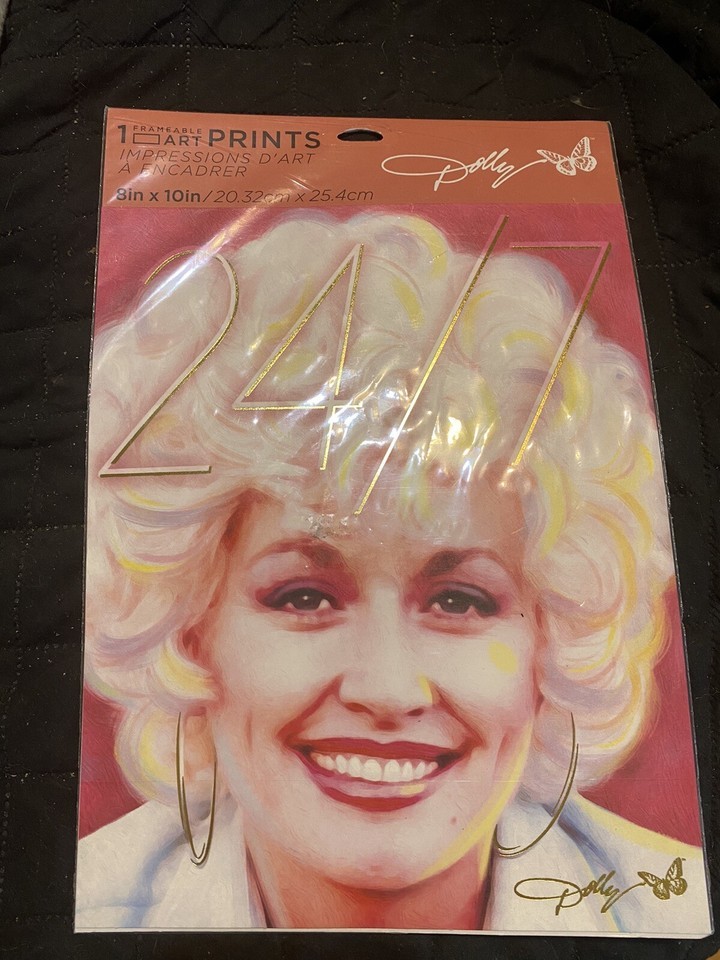 1 FRAMEABLE ART PRINTS
IMPRESSIONS D'ART
À ENCADRER
8in x 10in / 20.32cm x 25.4cm
Dolly
24/7
Dolly